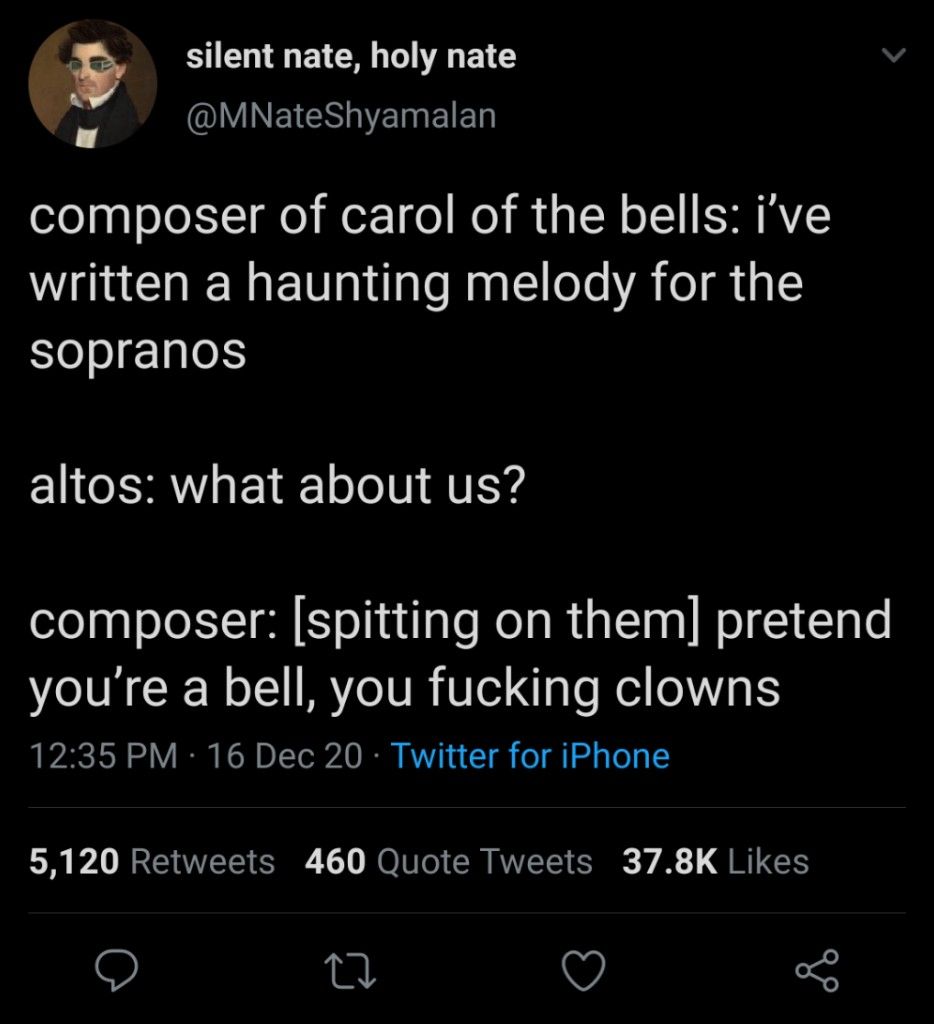 silent nate, holy nate
@MNateShyamalan
composer of carol of the bells: i’ve
written a haunting melody for the
sopranos
altos: what about us?
composer: [spitting on them] pretend
you’re a bell, you fucking clowns
12:35 PM · 16 Dec 20 · Twitter for iPhone
5,120 Retweets 460 Quote Tweets 37.8K Likes